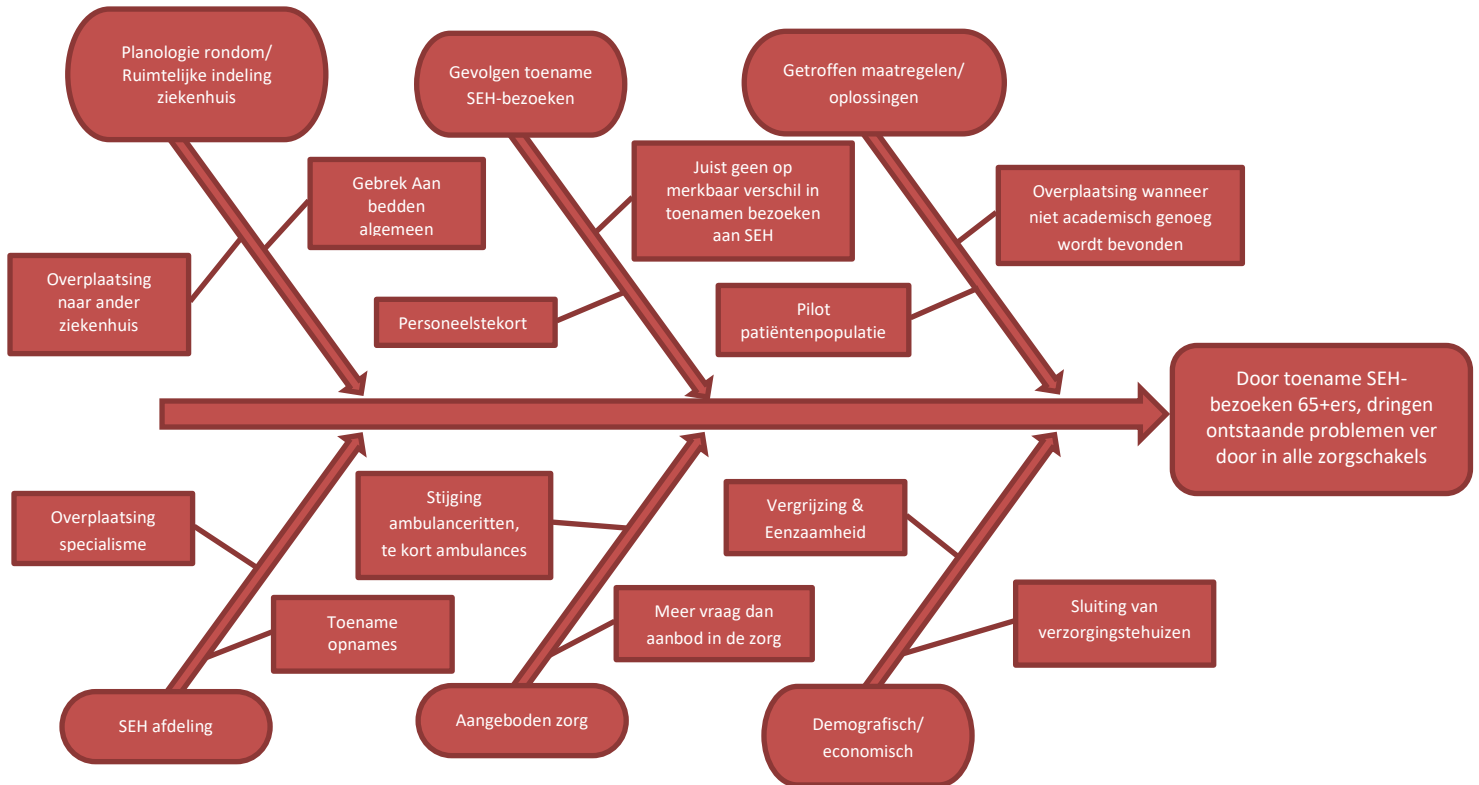 Planologie rondom/
Ruimtelijke indeling
ziekenhuis
Gevolgen toename
SEH-bezoeken
Getroffen maatregelen/
oplossingen
Gebrek Aan
bedden
algemeen
Juist geen op
merkbaar verschil in
toenamen bezoeken
aan SEH
Overplaatsing wanneer
niet academisch genoeg
wordt bevonden
Overplaatsing
naar ander
ziekenhuis
Personeelstekort
Pilot
patiëntenpopulatie
Door toename SEH-
bezoeken 65+ers, dringen
ontstaande problemen ver
door in alle zorgschakels
Overplaatsing
specialisme
Stijging
ambulanceritten,
te kort ambulances
Vergrijzing &
Eenzaamheid
Toename
opnames
Meer vraag dan
aanbod in de zorg
Sluiting van
verzorgingstehuizen
SEH afdeling
Aangeboden zorg
Demografisch/
economisch